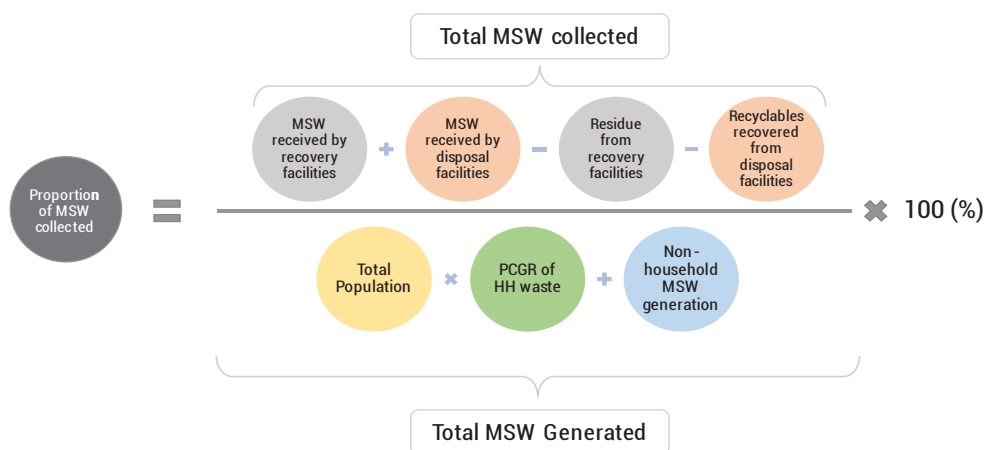 Total MSW collected
MSW
received by
recovery
facilities
+
MSW
received by
disposal
facilities
−
Residue
from
recovery
facilities
−
Recyclables
recovered
from
disposal
facilities
Proportion
of MSW
collected
=
× 100 (%)
Total
Population
×
PCGR of
HH waste
+
Non-
household
MSW
generation
Total MSW Generated